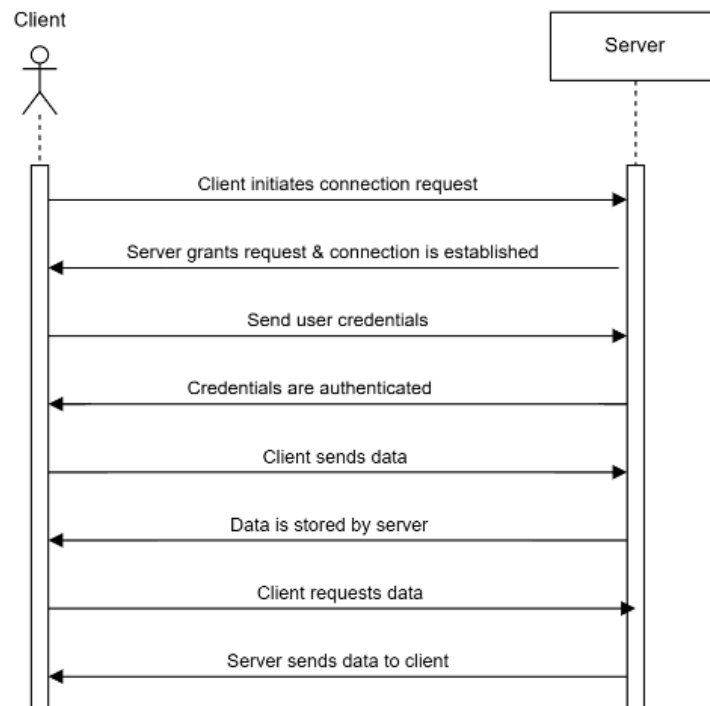 Client
Server
Client initiates connection request
Server grants request & connection is established
Send user credentials
Credentials are authenticated
Client sends data
Data is stored by server
Client requests data
Server sends data to client